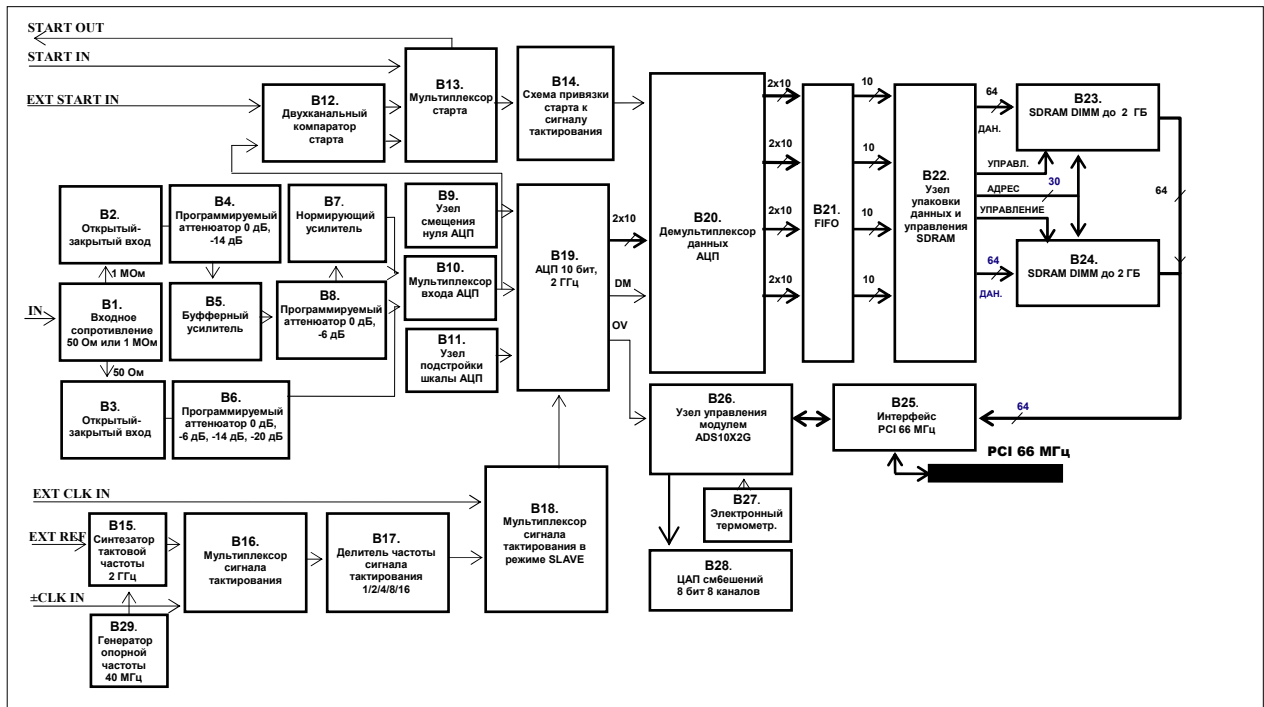 START OUT
START IN
EXT START IN
B12.
Двухканальный
компаратор
старта
B13.
Мультиплексор
старта
B14.
Схема привязки
старта к
сигналу
тактирования
B2.
Открытый-
закрытый вход
B4.
Программируемый
аттенюатор 0 дБ,
-14 дБ
B7.
Нормирующий
усилитель
B9.
Узел
смещения
нуля АЦП
1 МОм
IN
B1.
Входное
сопротивление
50 Ом или 1 МОм
B5.
Буфферный
усилитель
B8.
Программируемый
аттенюатор 0 дБ,
-6 дБ
B10.
Мультиплексор
входа АЦП
B11.
Узел
подстройки
шкалы АЦП
50 Ом
B3.
Открытый-
закрытый вход
B6.
Программируемый
аттенюатор 0 дБ,
-6 дБ, -14 дБ, -20 дБ
B19.
АЦП 10 бит,
2 ГГц
2x10
DM
OV
B20.
Демультиплексор
данных
АЦП
2x10
2x10
2x10
2x10
B21.
FIFO
10
10
10
10
B22.
Узел
упаковки
данных и
управления
SDRAM
64
ДАН.
УПРАВЛ.
АДРЕС
30
УПРАВЛЕНИЕ
64
ДАН.
B23.
SDRAM DIMM до 2 ГБ
B24.
SDRAM DIMM до 2 ГБ
64
64
B26.
Узел управления
модулем
ADS10X2G
B25.
Интерфейс
PCI 66 МГц
PCI 66 МГц
B27.
Электронный
термометр.
B28.
ЦАП смбешений
8 бит 8 каналов
EXT CLK IN
EXT REF
±CLK IN
B15.
Синтезатор
тактовой
частоты
2 ГГц
B16.
Мультиплексор
сигнала
тактирования
B17.
Делитель частоты
сигнала
тактирования
1/2/4/8/16
B18.
Мультиплексор
сигнала
тактирования в
режиме SLAVE
B29.
Генератор
опорной
частоты
40 МГц